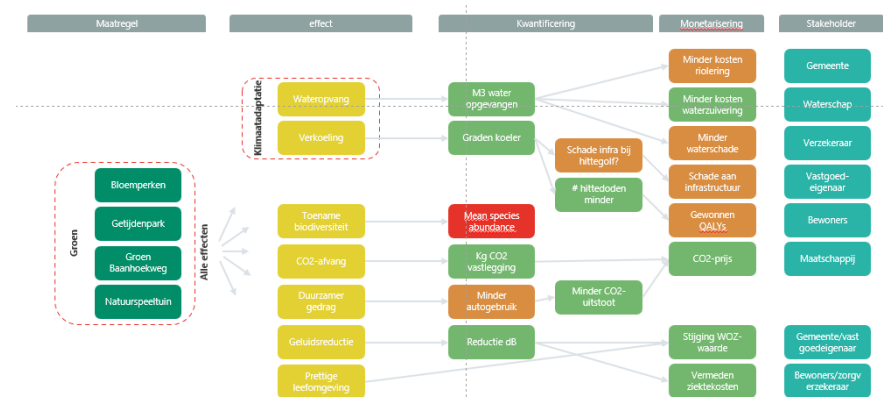 Maatregel
effect
Kwantificering
Monetarisering
Stakeholder
Groen
Bloemperken
Getijdenpark
Groen
Baanhoekweg
Natuurspeeltuin
Alle effecten
Klimaatadaptatie
Wateropvang
Verkoeling
Toename
biodiversiteit
CO2-afvang
Duurzamer
gedrag
Geluidsreductie
Prettige
leefomgeving
M3 water
opgevangen
Graden koeler
Schade infra bij
hittegolf?
# hittedoden
minder
Mean species
abundance
Kg CO2
vastlegging
Minder
autogebruik
Minder CO2-
uitstoot
Reductie dB
Minder kosten
riolering
Minder kosten
waterzuivering
Minder
waterschade
Schade aan
infrastructuur
Gewonnen
QALYs
CO2-prijs
Stijging WOZ-
waarde
Vermeden
ziektekosten
Gemeente
Waterschap
Verzekeraar
Vastgoed-
eigenaar
Bewoners
Maatschappij
Gemeente/vast
goedeigenaar
Bewoners/zorgv
erzekeraar